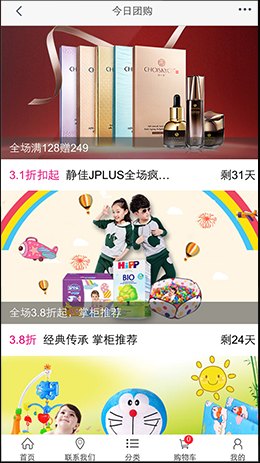 今日团购
CHOISKYCN
全场满128赠249
3.1折扣起 静佳JPLUS全场疯... 剩31天
HiPP
BIO
全场3.8折起，掌柜推荐
3.8折 经典传承 掌柜推荐 剩24天
0
首页 联系我们 分类 购物车 我的